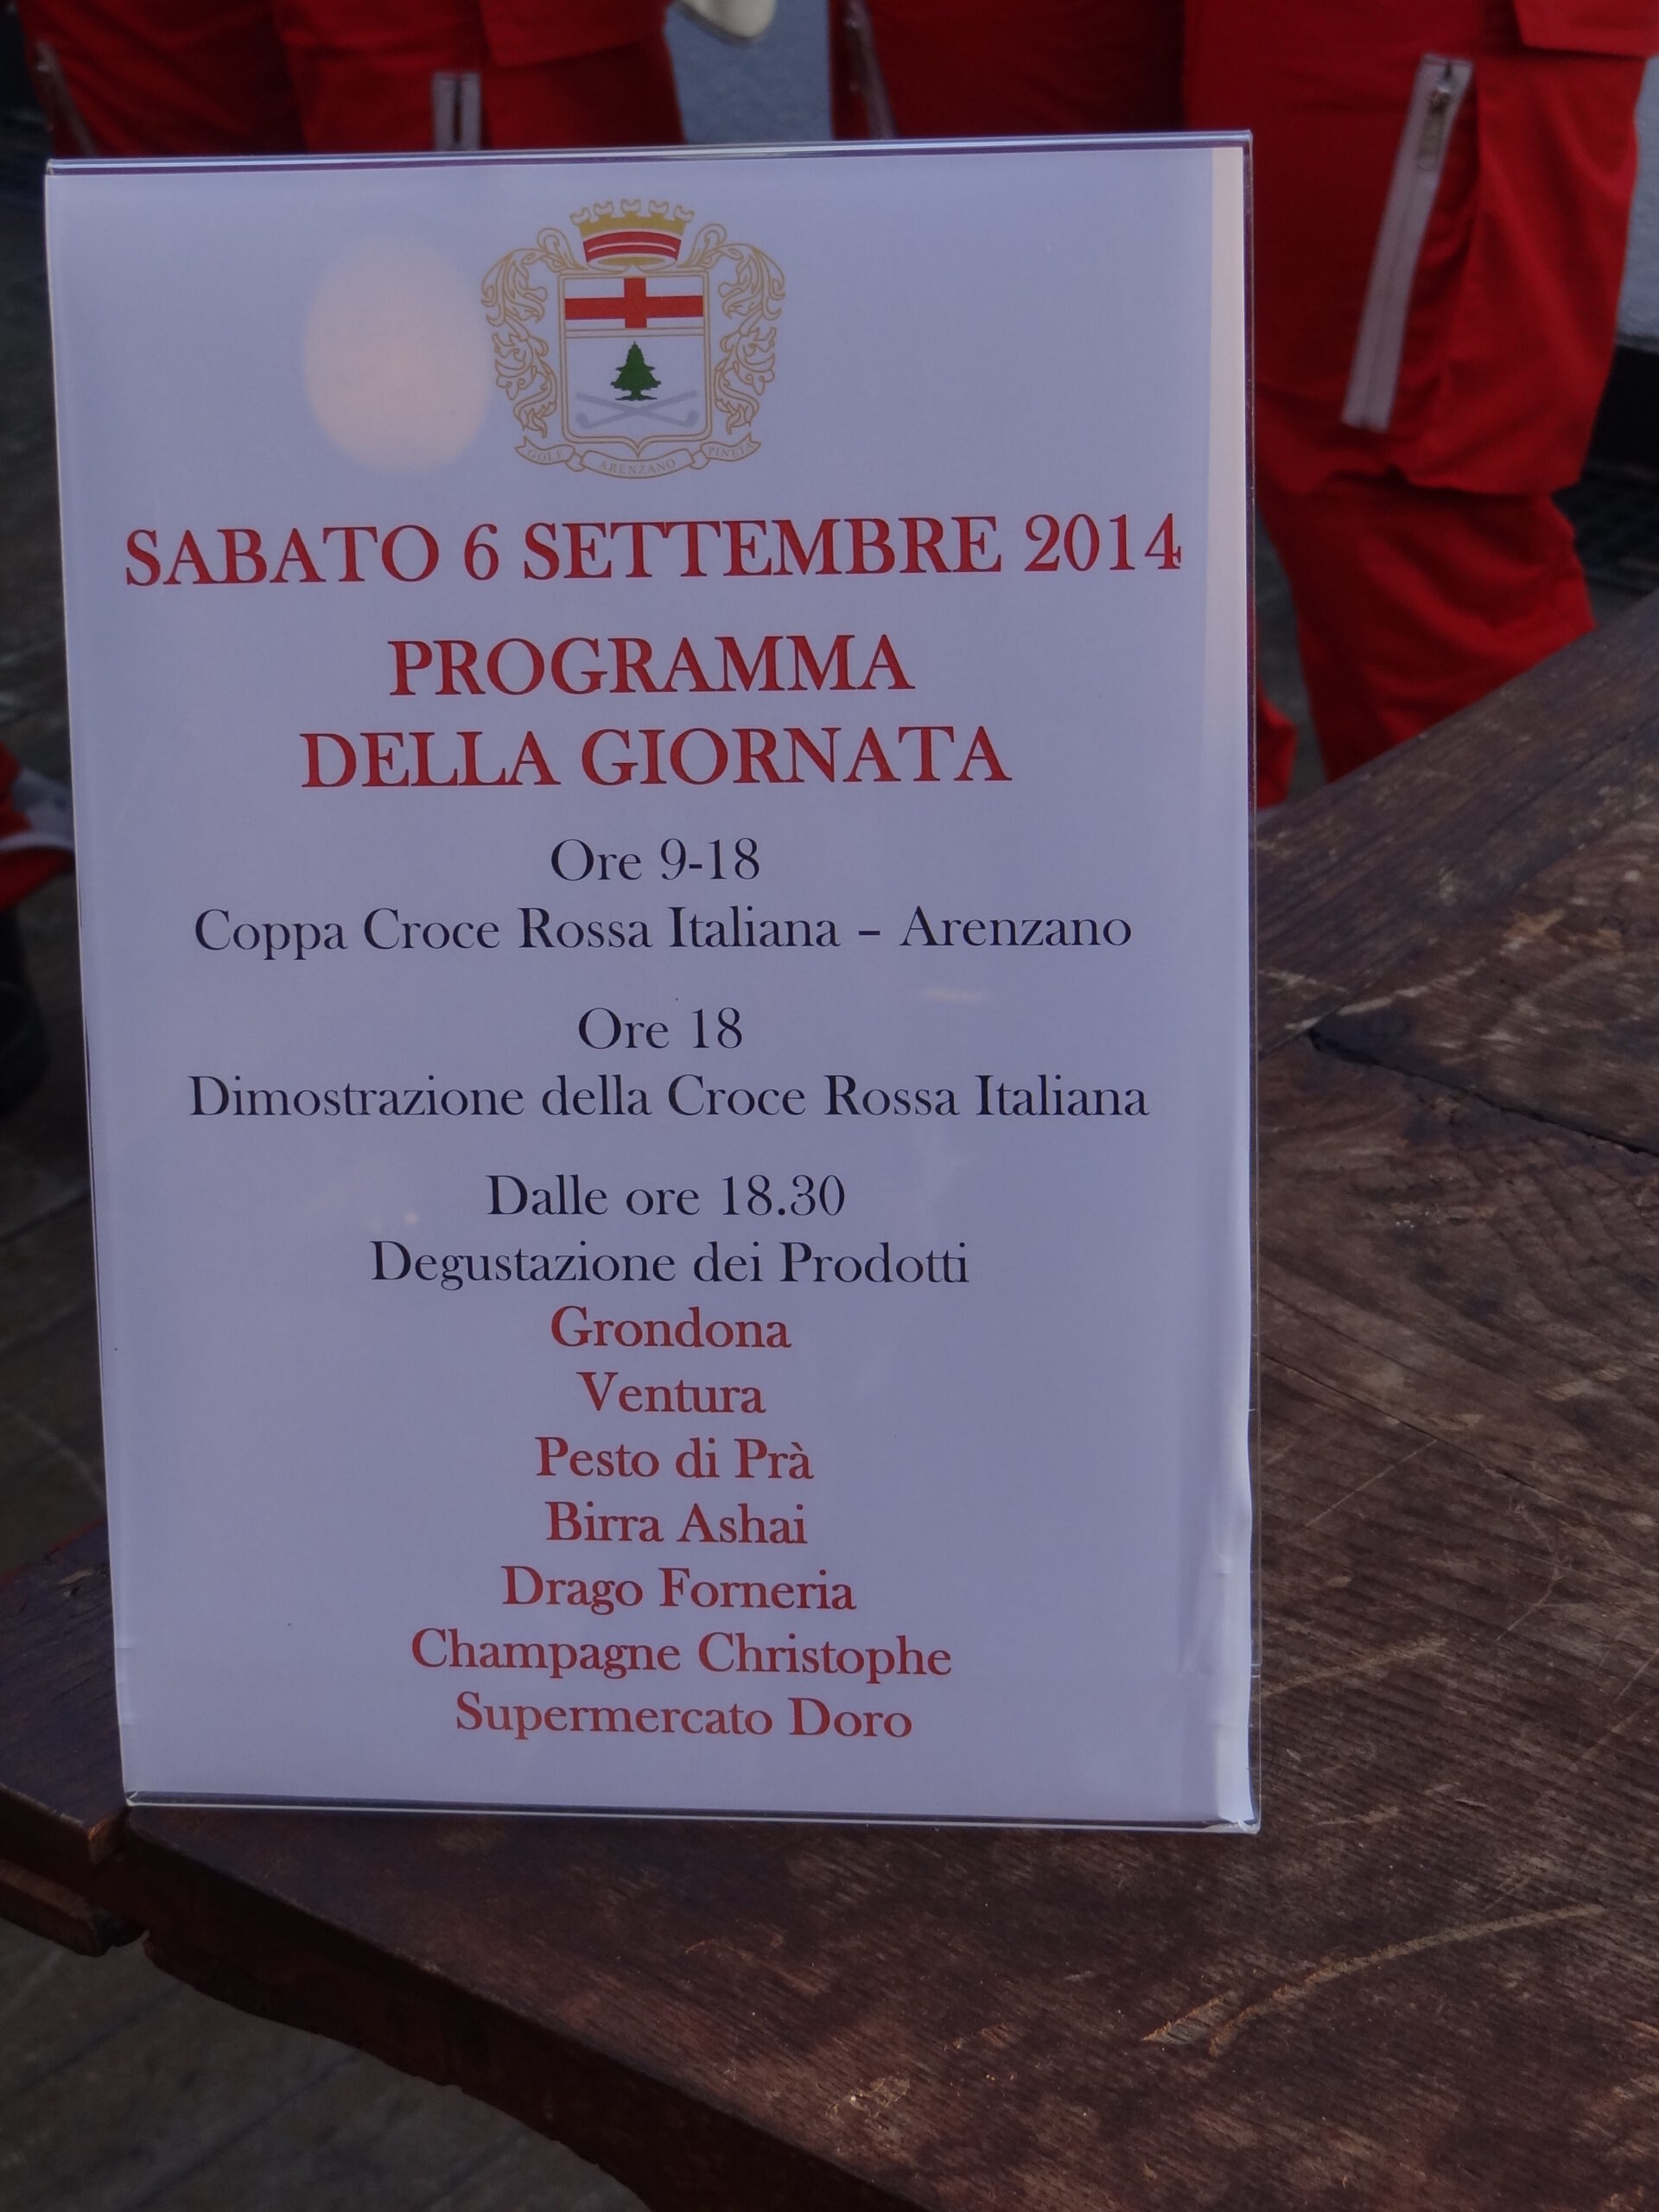 GOLF ARENZANO PINETA
SABATO 6 SETTEMBRE 2014
PROGRAMMA
DELLA GIORNATA
Ore 9-18
Coppa Croce Rossa Italiana – Arenzano
Ore 18
Dimostrazione della Croce Rossa Italiana
Dalle ore 18.30
Degustazione dei Prodotti
Grondona
Ventura
Pesto di Prà
Birra Ashai
Drago Forneria
Champagne Christophe
Supermercato Doro